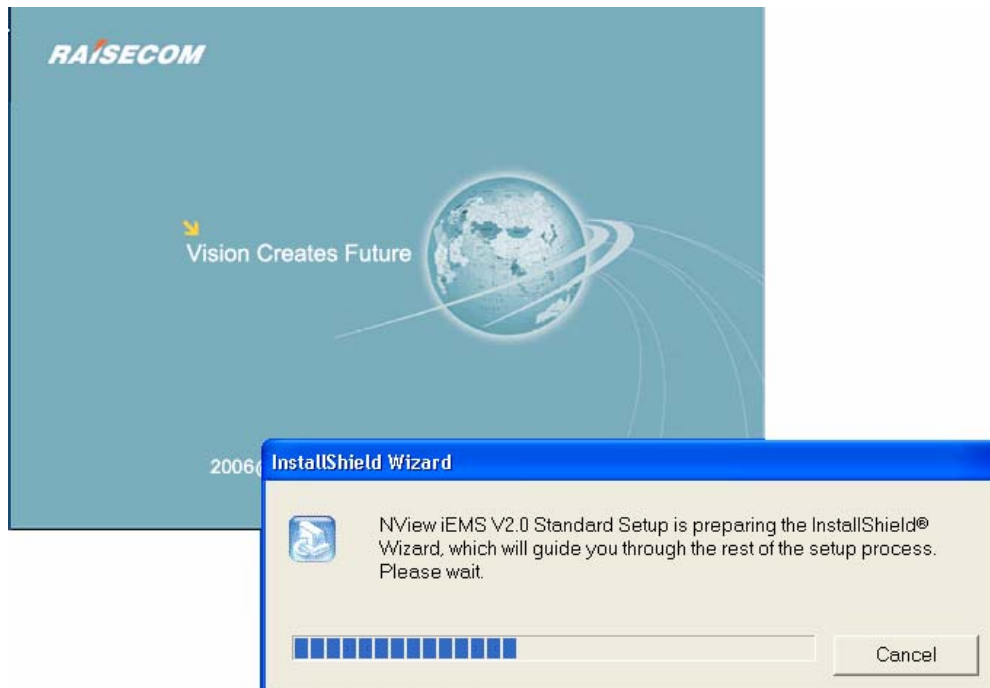 RAISECOM
Vision Creates Future
2006
InstallShield Wizard
NView iEMS V2.0 Standard Setup is preparing the InstallShield®
Wizard, which will guide you through the rest of the setup process.
Please wait.
Cancel